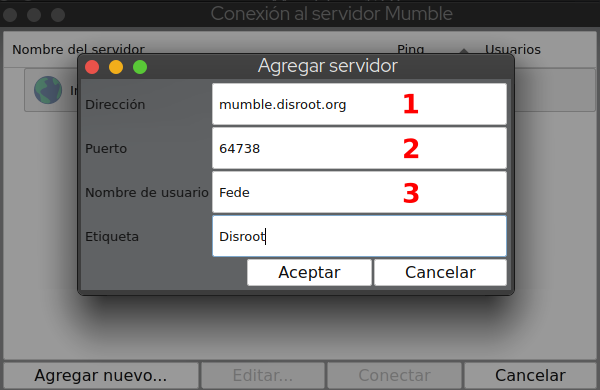 Conexión al servidor Mumble
Nombre del servidor Ping Usuarios
Agregar servidor
Dirección mumble.disroot.org 1
Puerto 64738 2
Nombre de usuario Fede 3
Etiqueta Disroot
Aceptar Cancelar
Agregar nuevo... Editar... Conectar Cancelar